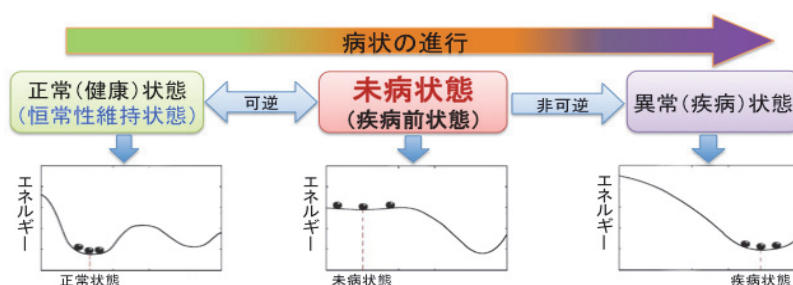 病状の進行
正常(健康)状態
(恒常性維持状態)
可逆
未病状態
(疾病前状態)
非可逆
異常(疾病)状態
エネルギー
正常状態
エネルギー
未病状態
エネルギー
疾病状態